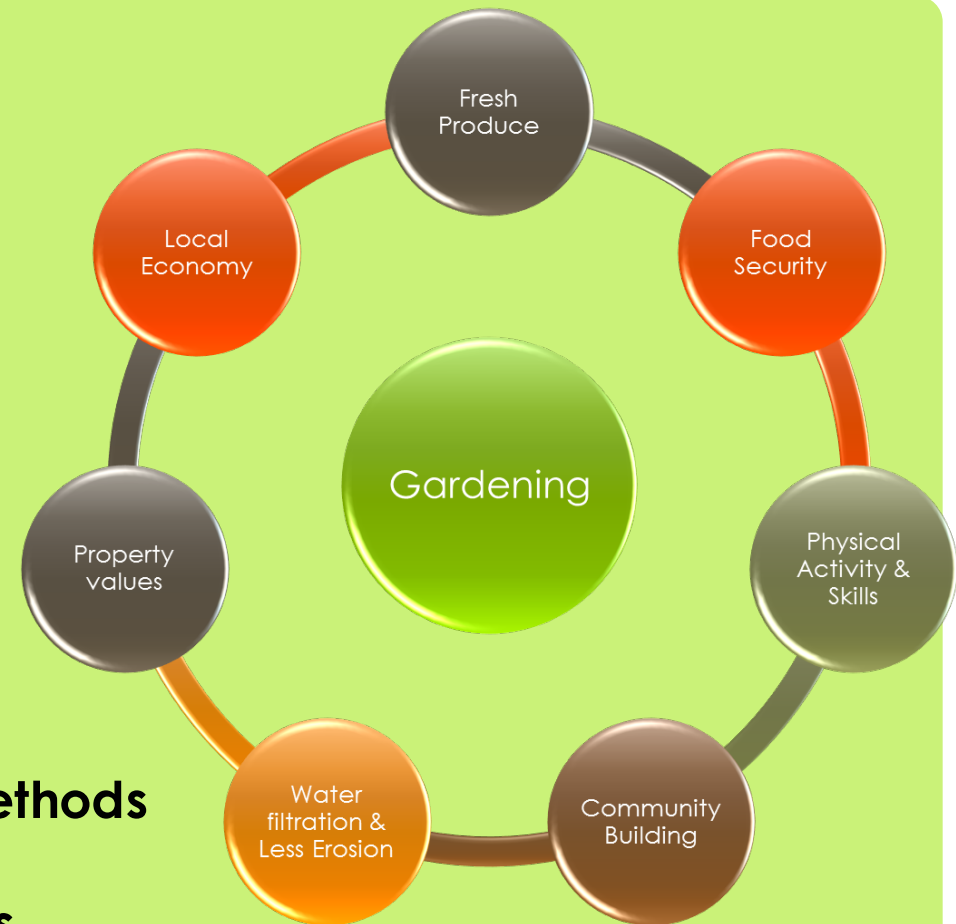 Fresh
Produce
Local
Economy
Food
Security
Gardening
Property
values
Physical
Activity &
Skills
Water
filtration &
Less Erosion
Community
Building
ethods